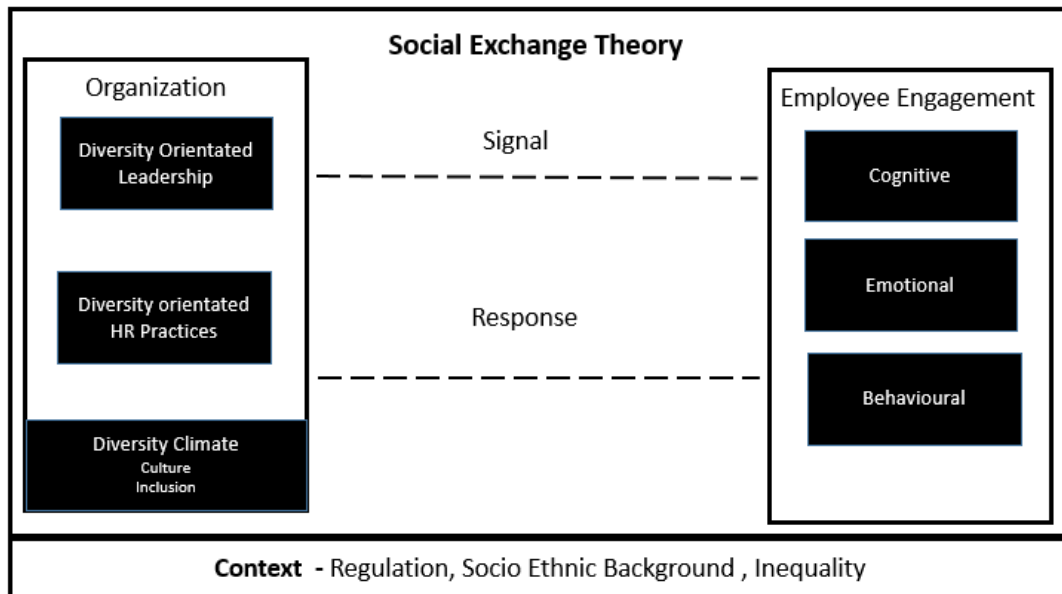 Social Exchange Theory
Organization
Diversity Orientated
Leadership
Diversity orientated
HR Practices
Diversity Climate
Culture
Inclusion
Signal
Response
Employee Engagement
Cognitive
Emotional
Behavioural
Context - Regulation, Socio Ethnic Background , Inequality